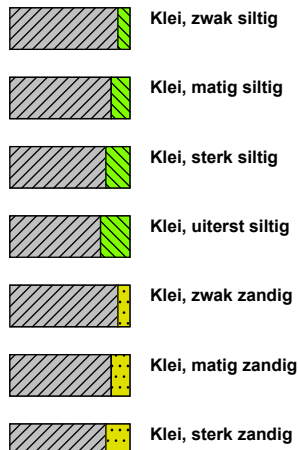 Klei, zwak siltig
Klei, matig siltig
Klei, sterk siltig
Klei, uiterst siltig
Klei, zwak zandig
Klei, matig zandig
Klei, sterk zandig